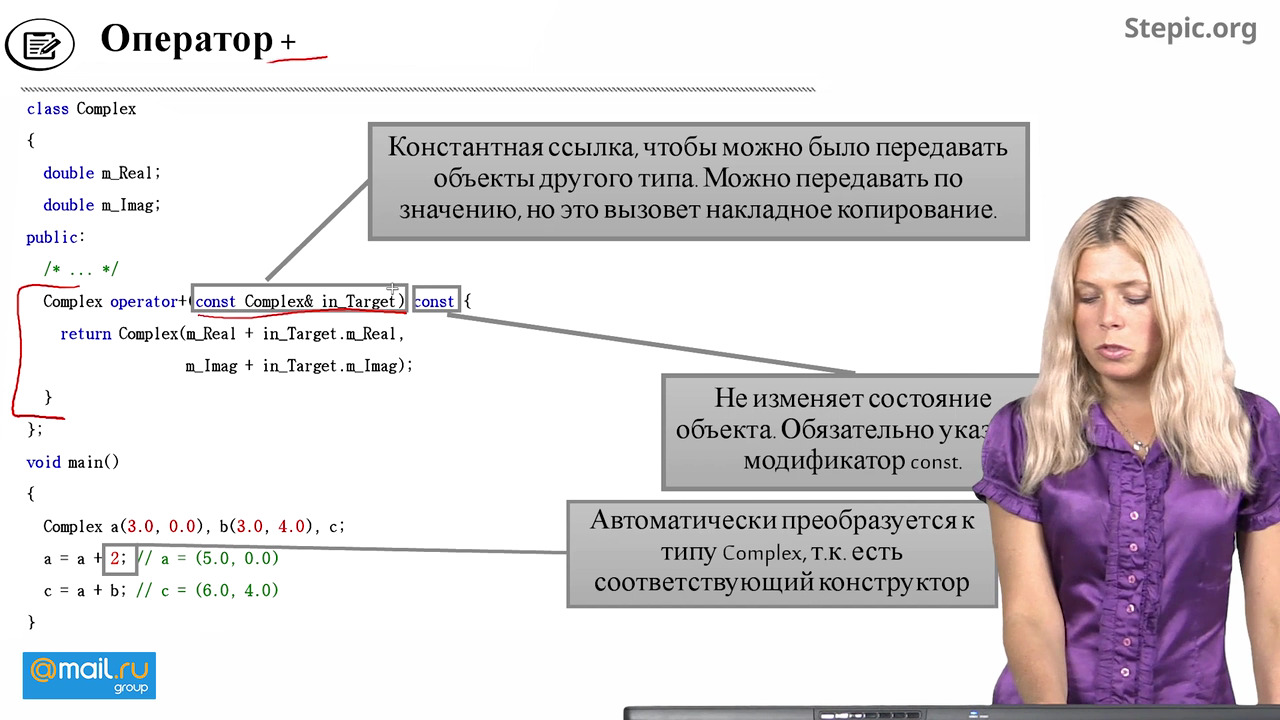 Оператор +
Stepic.org
class Complex
{
double m_Real;
double m_Imag;
public:
/* ... */
Complex operator+(const Complex& in_Target) const {
return Complex(m_Real + in_Target.m_Real,
m_Imag + in_Target.m_Imag);
}
};
void main()
{
Complex a(3.0, 0.0), b(3.0, 4.0), c;
a = a + 2; // a = (5.0, 0.0)
c = a + b; // c = (6.0, 4.0)
}
Константная ссылка, чтобы можно было передавать
объекты другого типа. Можно передавать по
значению, но это вызовет накладное копирование.
Не изменяет состояние
объекта. Обязательно
модификатор const.
Автоматически преобразуется к
типу Complex, т.к. есть
соответствующий конструктор
@mail.ru
group